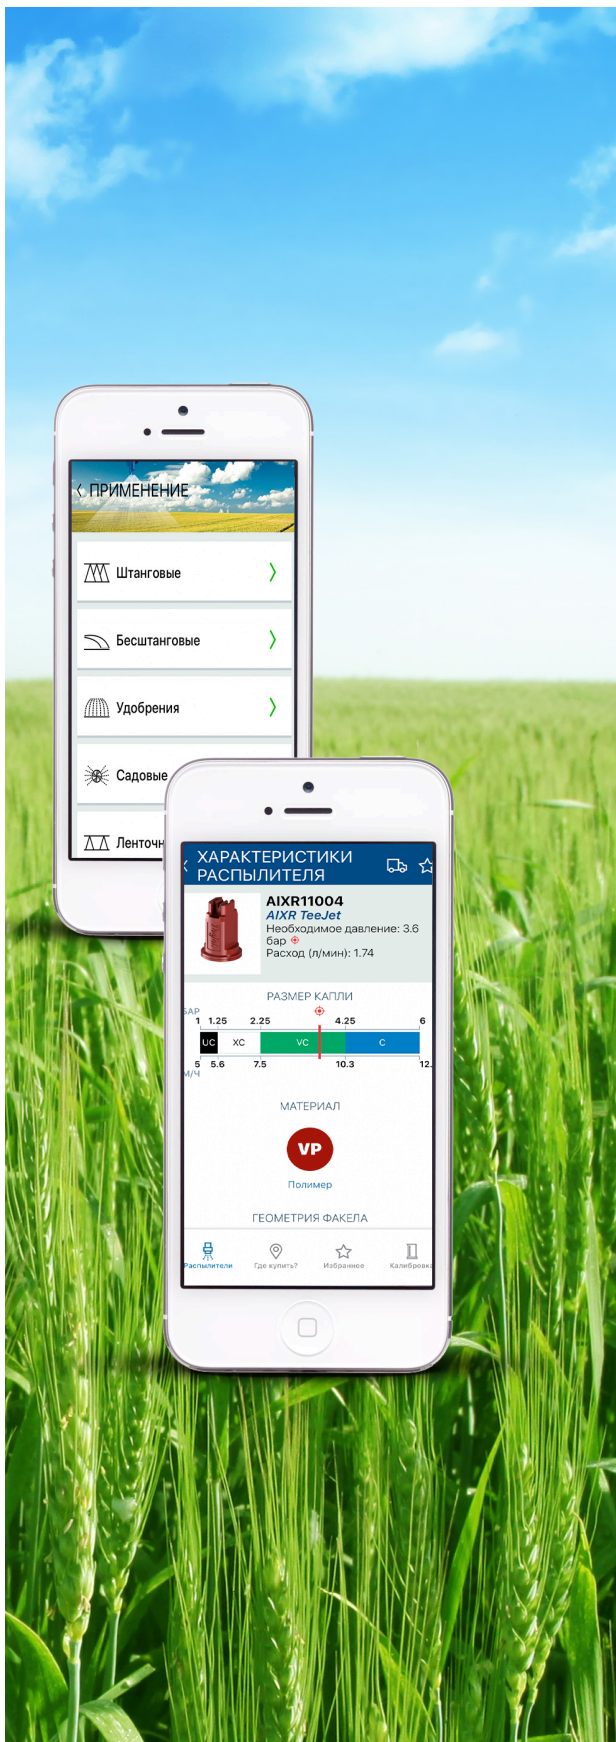 ПРИМЕНЕНИЕ
Штанговые
Бесштанговые
Удобрения
Садовые
Ленточн
ХАРАКТЕРИСТИКИ
РАСПЫЛИТЕЛЯ
AIXR11004
AIXR TeeJet
Необходимое давление: 3.6
бар
Расход (л/мин): 1.74
РАЗМЕР КАПЛИ
БАР
1 1.25 2.25 4.25 6
UC XC VC C
5 5.6 7.5 10.3 12.
М/Ч
МАТЕРИАЛ
VP
Полимер
ГЕОМЕТРИЯ ФАКЕЛА
Распылители Где купить? Избранное Калибровка